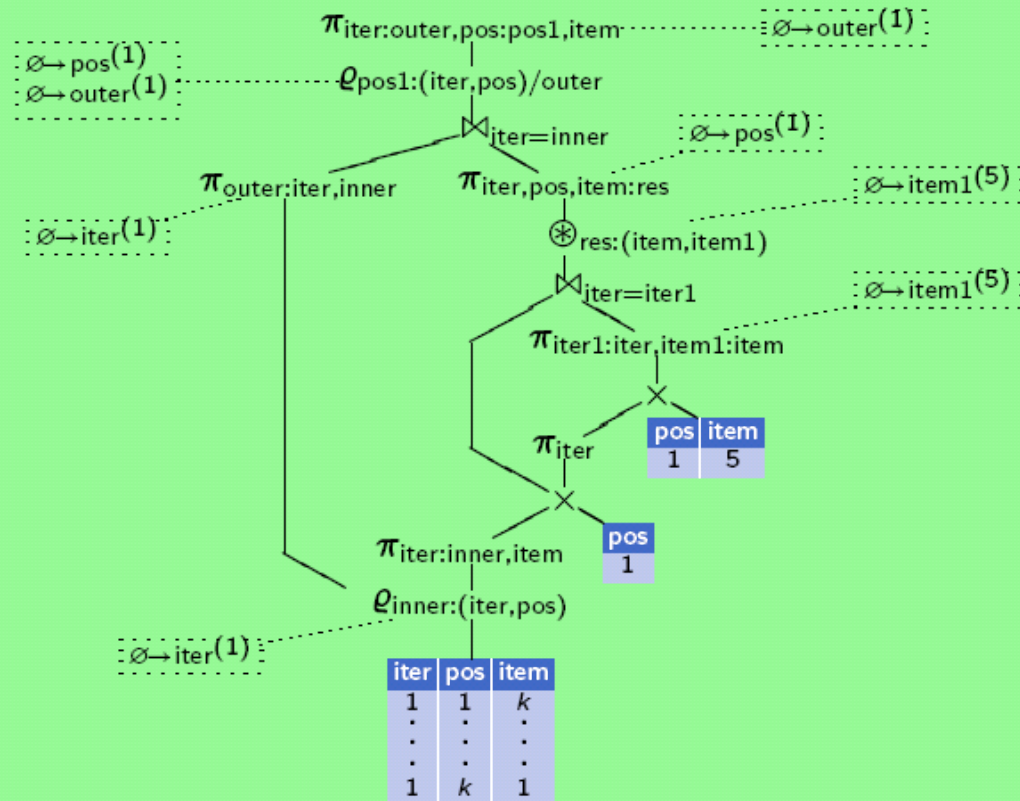 π iter:outer,pos:pos1,item
∅→outer(1)
∅→pos(1)
∅→outer(1)
ϱ pos1:(iter,pos)/outer
⋈ iter=inner
∅→pos(1)
π outer:iter,inner
π iter,pos,item:res
∅→item1(5)
∅→iter(1)
⊛ res:(item,item1)
⋈ iter=iter1
∅→item1(5)
π iter1:iter,item1:item
×
pos item
1 5
π iter
×
pos
1
π iter:inner,item
ϱ inner:(iter,pos)
∅→iter(1)
iter pos item
1 1 k
. . .
. . .
. . .
1 k 1